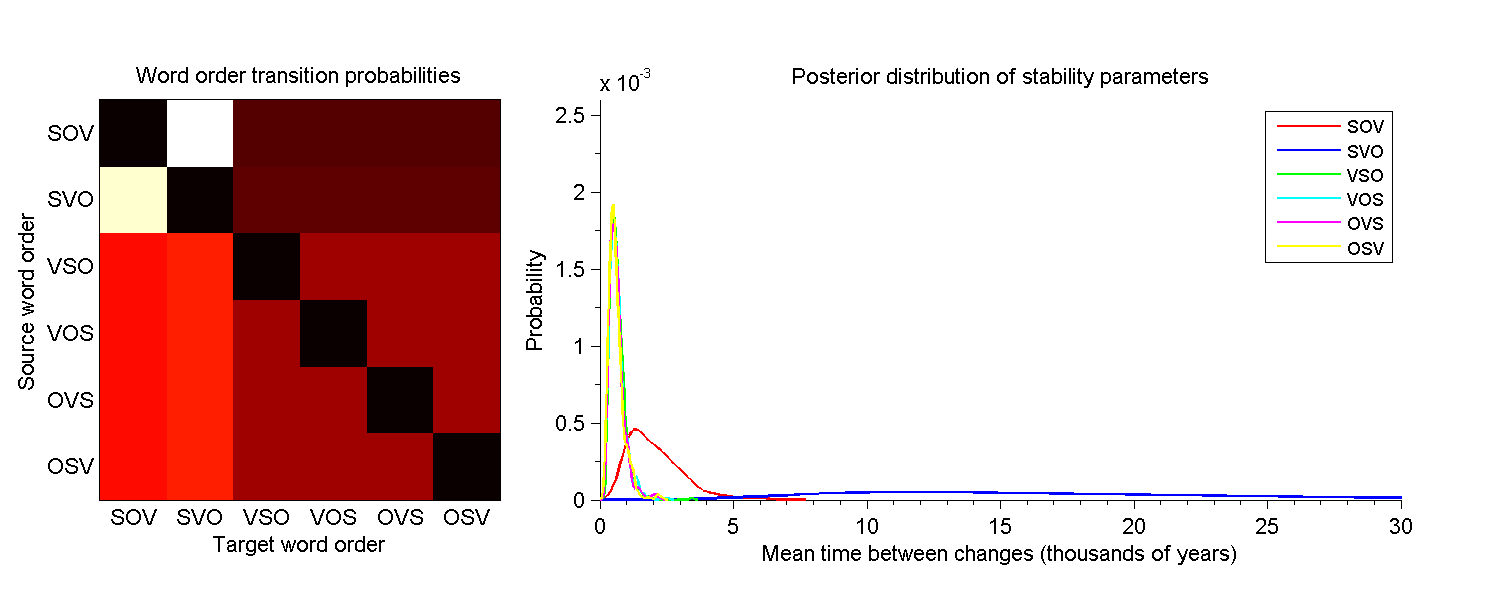 Word order transition probabilities
SOV
SVO
VSO
VOS
OVS
OSV
Source word order
SOV SVO VSO VOS OVS OSV
Target word order
Posterior distribution of stability parameters
x 10-3
2.5
2
1.5
1
0.5
0
Probability
0 5 10 15 20 25 30
Mean time between changes (thousands of years)
SOV
SVO
VSO
VOS
OVS
OSV